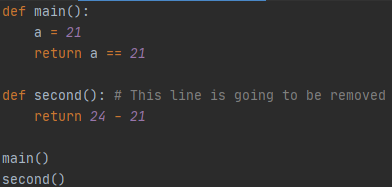 def main():
    a = 21
    return a == 21
def second(): # This line is going to be removed
    return 24 - 21
main()
second()